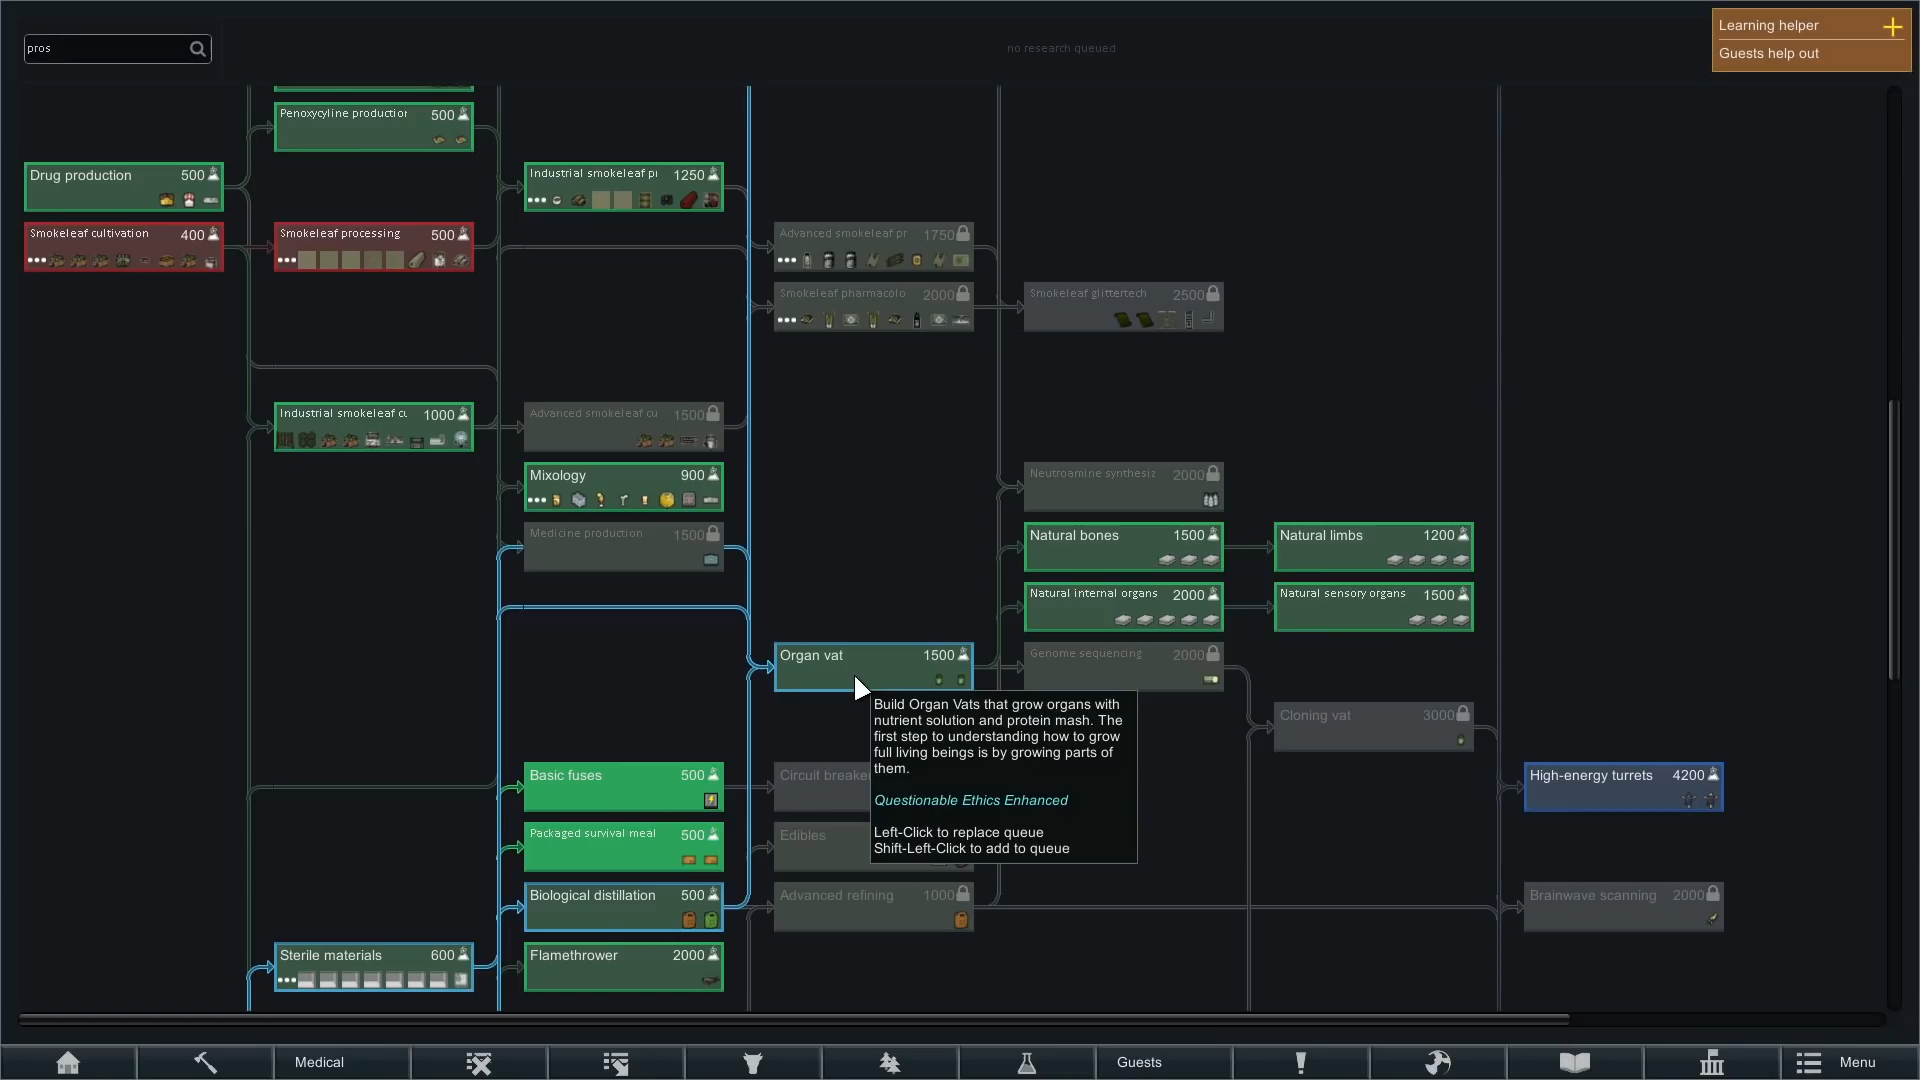 pros
no research queued
Learning helper
Guests help out
Penoxycyline production 500
Drug production 500
Industrial smokeleaf pr 1250
Smokeleaf cultivation 400
Smokeleaf processing 500
Advanced smokeleaf pr 1750
Smokeleaf pharmacolo 2000
Smokeleaf glittertech 2500
Industrial smokeleaf cu 1000
Advanced smokeleaf cu 1500
Mixology 900
Neutroamine synthesiz 2000
Medicine production 1500
Natural bones 1500
Natural limbs 1200
Natural internal organs 2000
Natural sensory organs 1500
Organ vat 1500
Genome sequencing 2000
Build Organ Vats that grow organs with
nutrient solution and protein mash. The
first step to understanding how to grow
full living beings is by growing parts of
them.
Questionable Ethics Enhanced
Left-Click to replace queue
Shift-Left-Click to add to queue
Cloning vat 3000
Basic fuses 500
Circuit breake
High-energy turrets 4200
Packaged survival meal 500
Edibles
Biological distillation 500
Advanced refining 1000
Brainwave scanning 2000
Sterile materials 600
Flamethrower 2000
Medical
Guests
Menu